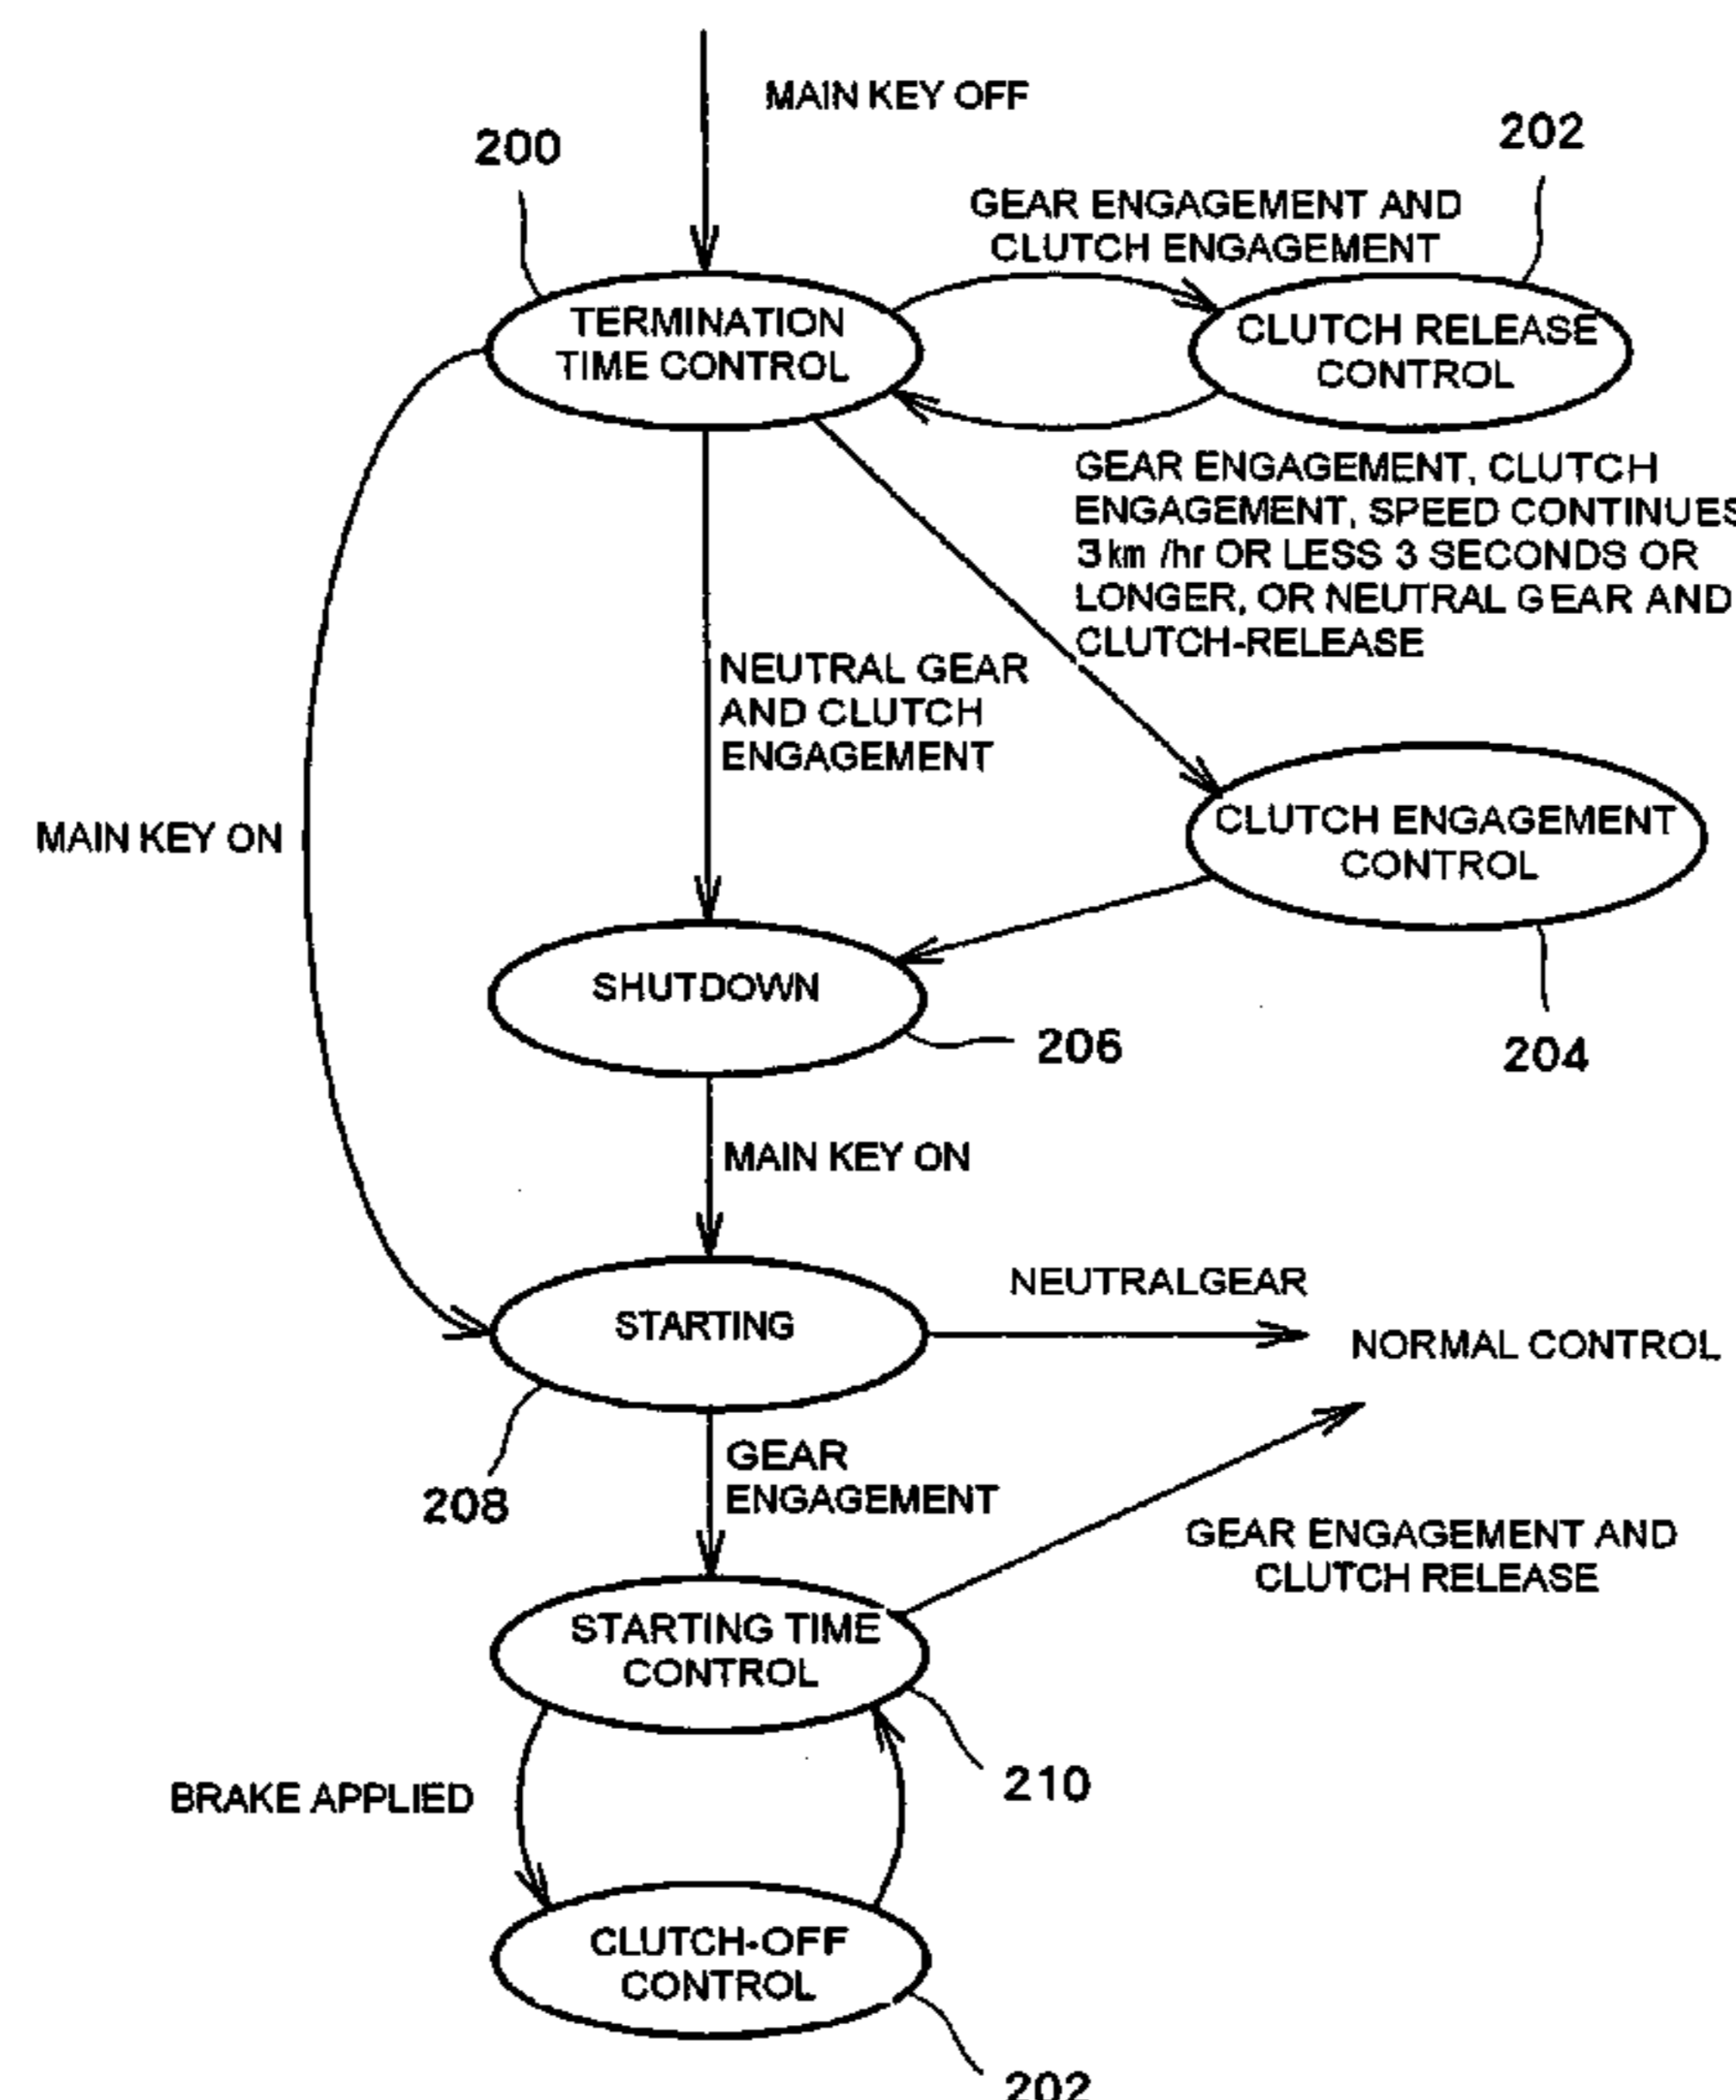 MAIN KEY OFF
200
202
GEAR ENGAGEMENT AND
CLUTCH ENGAGEMENT
TERMINATION
TIME CONTROL
CLUTCH RELEASE
CONTROL
GEAR ENGAGEMENT, CLUTCH
ENGAGEMENT, SPEED CONTINUES
3 km /hr OR LESS 3 SECONDS OR
LONGER, OR NEUTRAL GEAR AND
CLUTCH-RELEASE
NEUTRAL GEAR
AND CLUTCH
ENGAGEMENT
MAIN KEY ON
CLUTCH ENGAGEMENT
CONTROL
SHUTDOWN
206
204
MAIN KEY ON
STARTING
NEUTRALGEAR
NORMAL CONTROL
208
GEAR
ENGAGEMENT
GEAR ENGAGEMENT AND
CLUTCH RELEASE
STARTING TIME
CONTROL
210
BRAKE APPLIED
CLUTCH-OFF
CONTROL
202